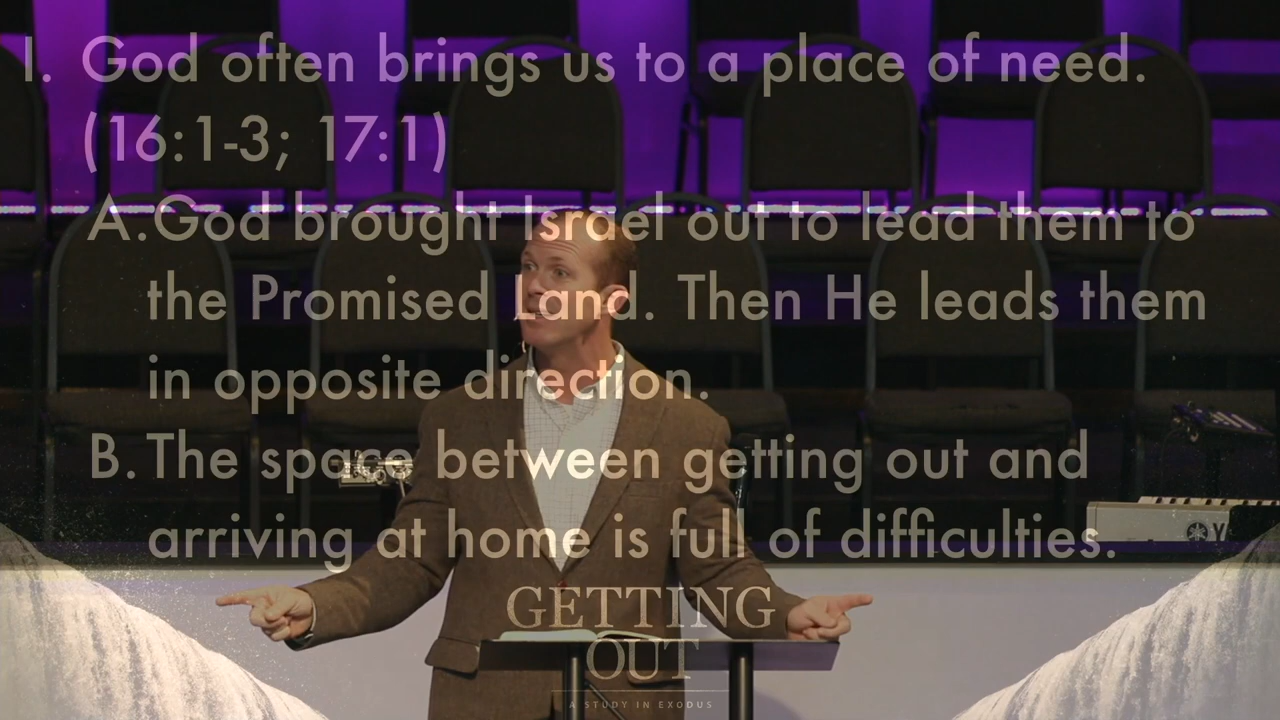 I. God often brings us to a place of need.
(16:1-3; 17:1)
A.God brought Israel out to lead them to
the Promised Land. Then He leads them
in opposite direction.
B.The space between getting out and
arriving at home is full of difficulties.
GETTING
OUT
A STUDY IN EXODUS